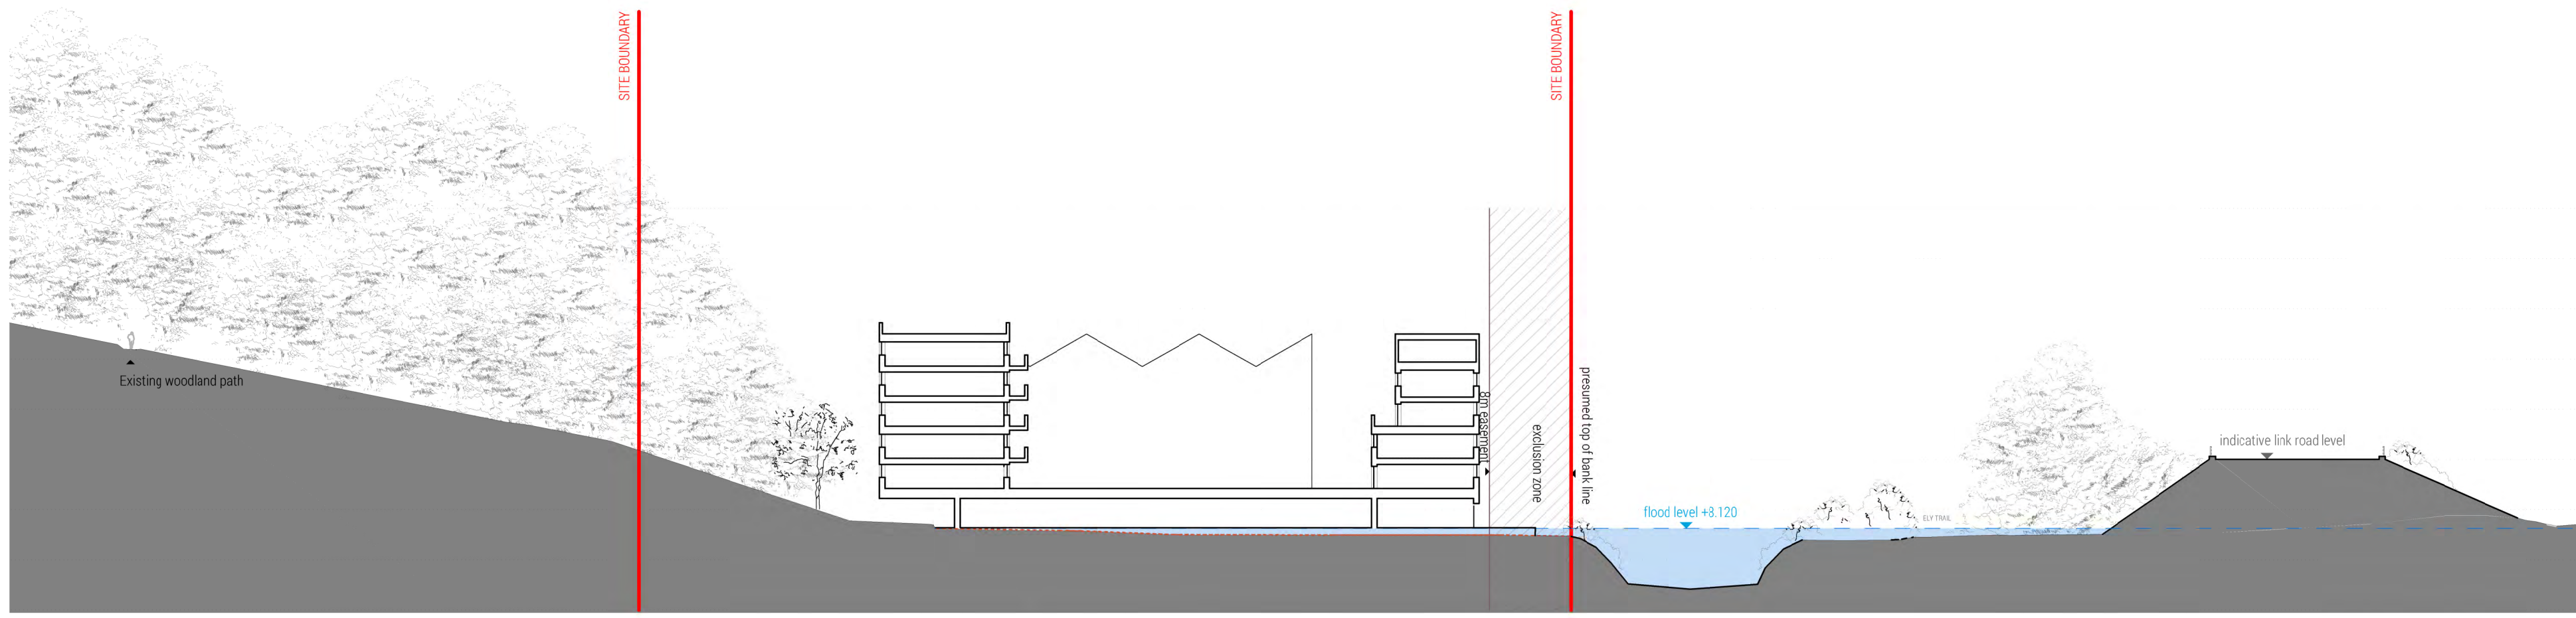 SITE BOUNDARY
SITE BOUNDARY
Existing woodland path
8m easement
exclusion zone
presumed top of bank line
flood level +8.120
ELY TRAIL
indicative link road level